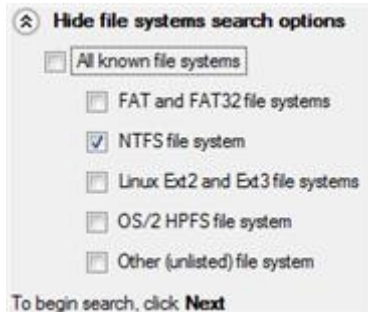 Hide file systems search options
All known file systems
FAT and FAT32 file systems
NTFS file system
Linux Ext2 and Ext3 file systems
OS/2 HPFS file system
Other (unlisted) file system
To begin search, click Next